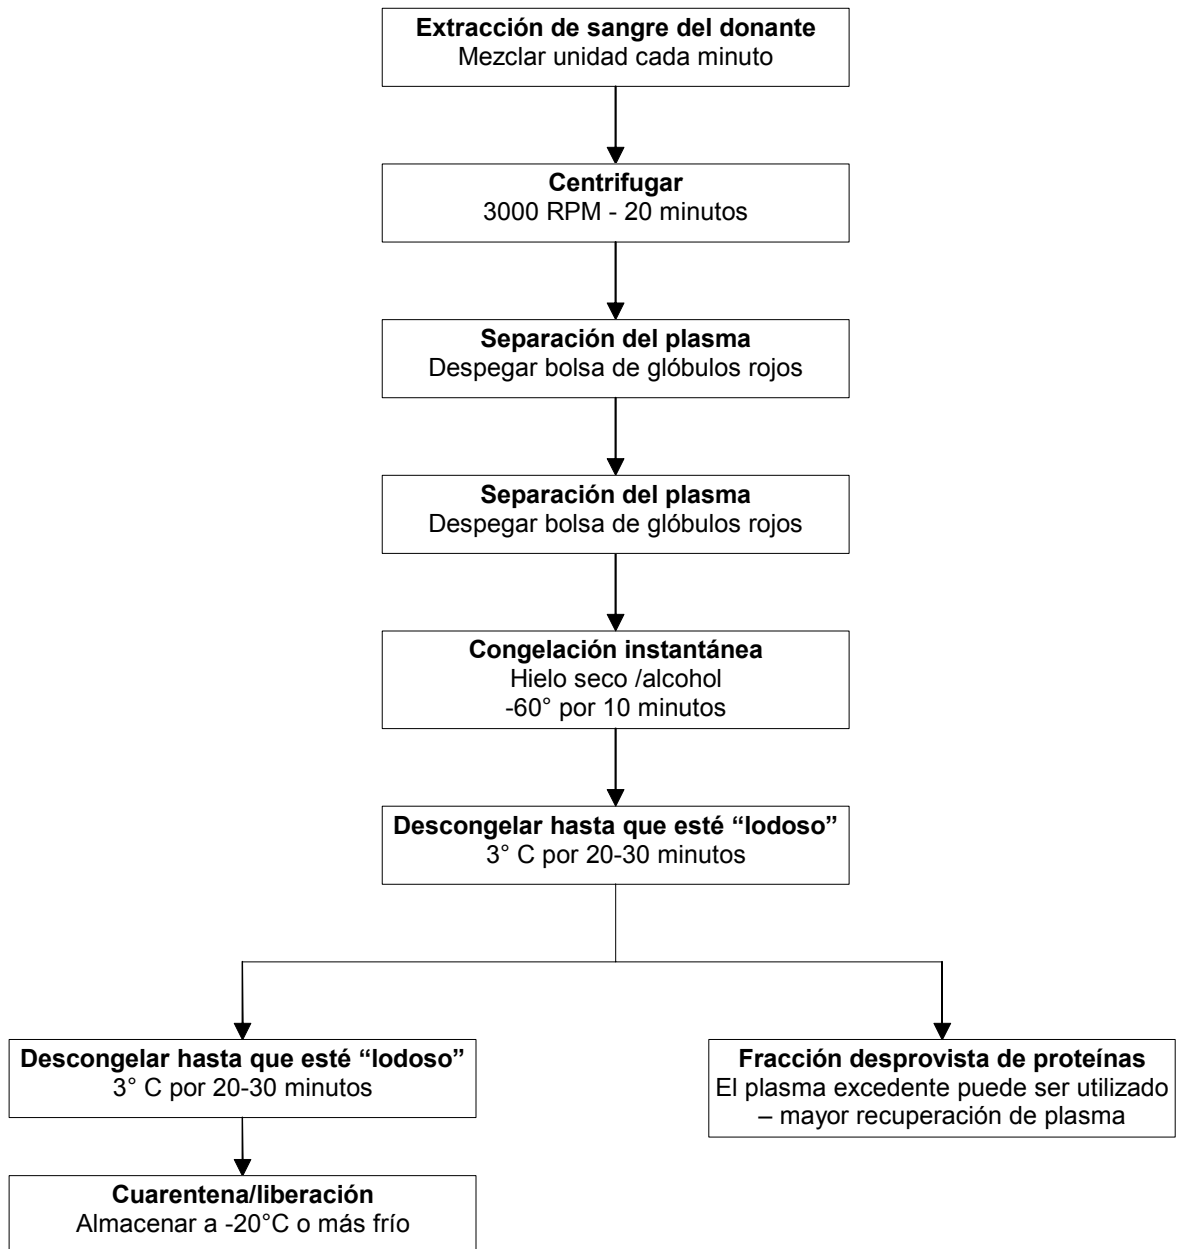 Extracción de sangre del donante
Mezclar unidad cada minuto
Centrifugar
3000 RPM - 20 minutos
Separación del plasma
Despegar bolsa de glóbulos rojos
Separación del plasma
Despegar bolsa de glóbulos rojos
Congelación instantánea
Hielo seco /alcohol
-60° por 10 minutos
Descongelar hasta que esté “lodoso”
3° C por 20-30 minutos
Descongelar hasta que esté “lodoso”
3° C por 20-30 minutos
Fracción desprovista de proteínas
El plasma excedente puede ser utilizado
– mayor recuperación de plasma
Cuarentena/liberación
Almacenar a -20°C o más frío